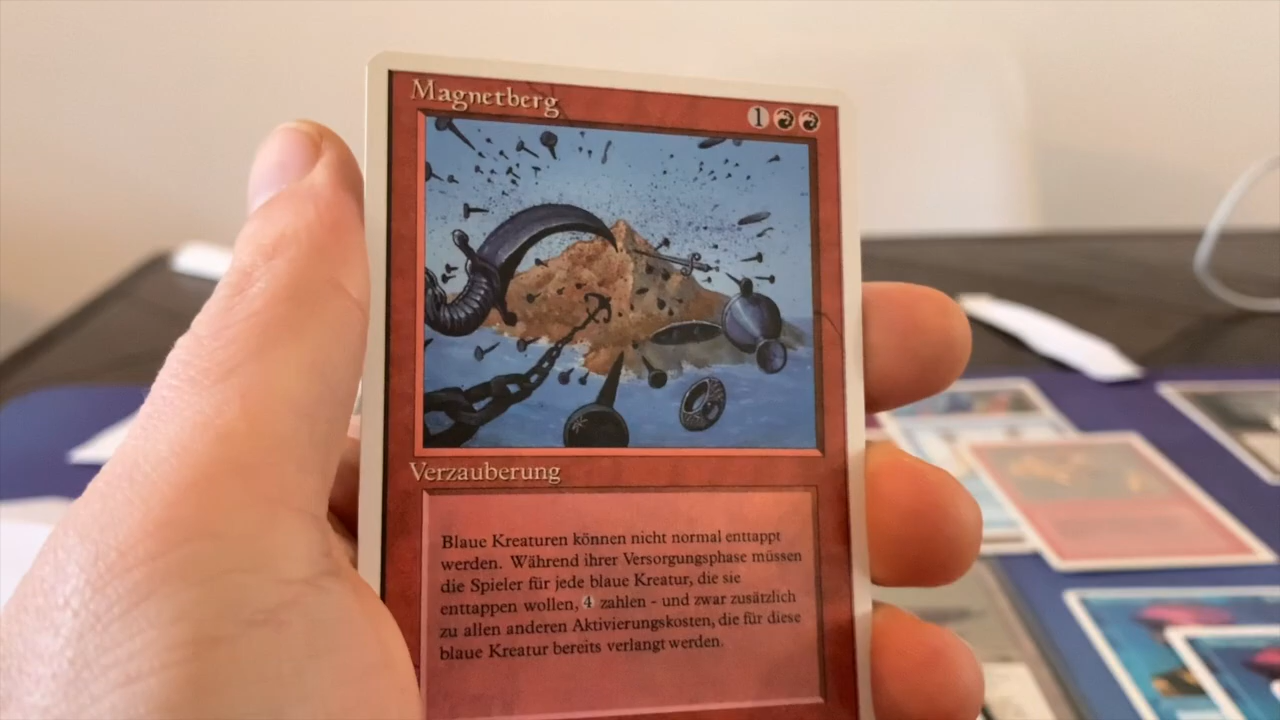 Magnetberg
1
Verzauberung
Blaue Kreaturen können nicht normal enttappt
werden. Während ihrer Versorgungsphase müssen
die Spieler für jede blaue Kreatur, die sie
enttappen wollen, 4 zahlen - und zwar zusätzlich
zu allen anderen Aktivierungskosten, die für diese
blaue Kreatur bereits verlangt werden.